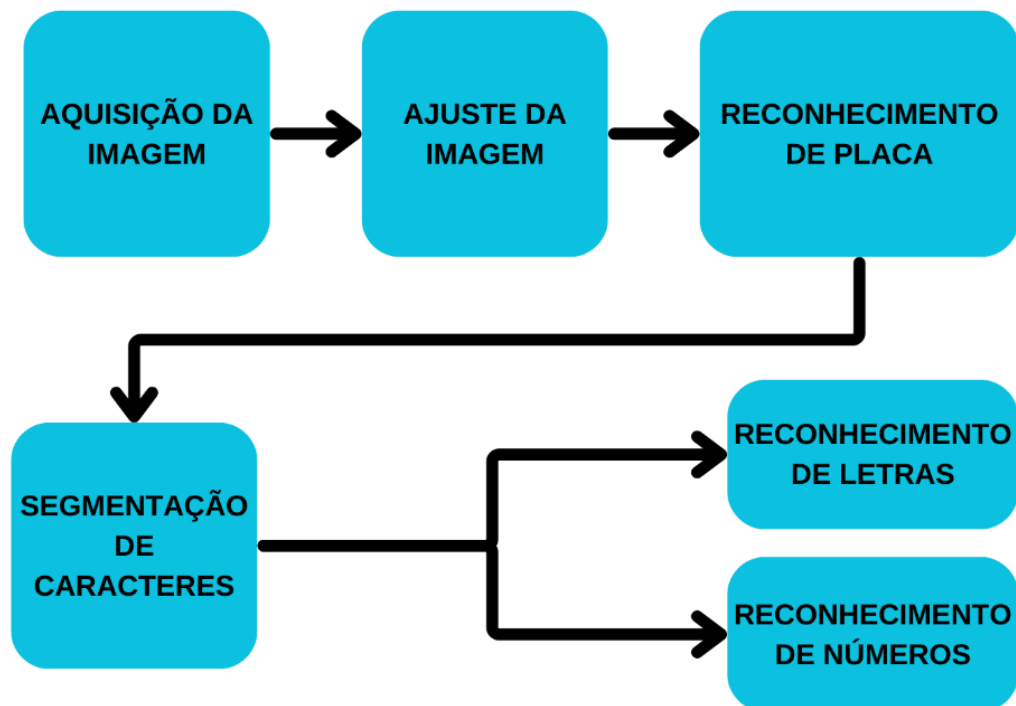 AQUISIÇÃO DA
IMAGEM
AJUSTE DA
IMAGEM
RECONHECIMENTO
DE PLACA
SEGMENTAÇÃO
DE
CARACTERES
RECONHECIMENTO
DE LETRAS
RECONHECIMENTO
DE NÚMEROS